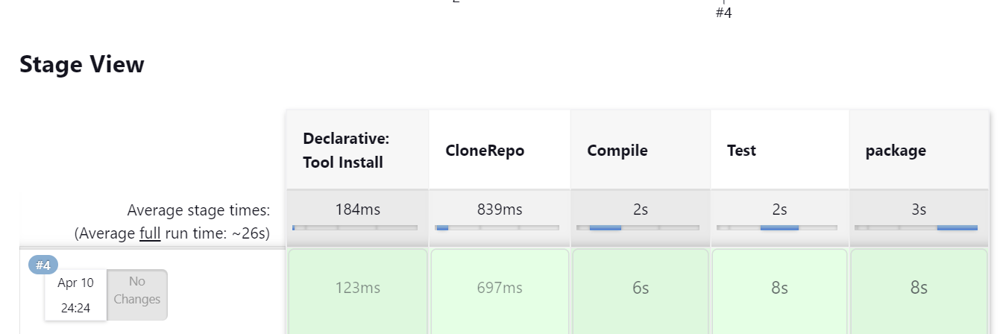 #4
Stage View
Declarative:
Tool Install
CloneRepo
Compile
Test
package
Average stage times:
(Average full run time: ~26s)
184ms
839ms
2s
2s
3s
#4
Apr 10
24:24
No
Changes
123ms
697ms
6s
8s
8s